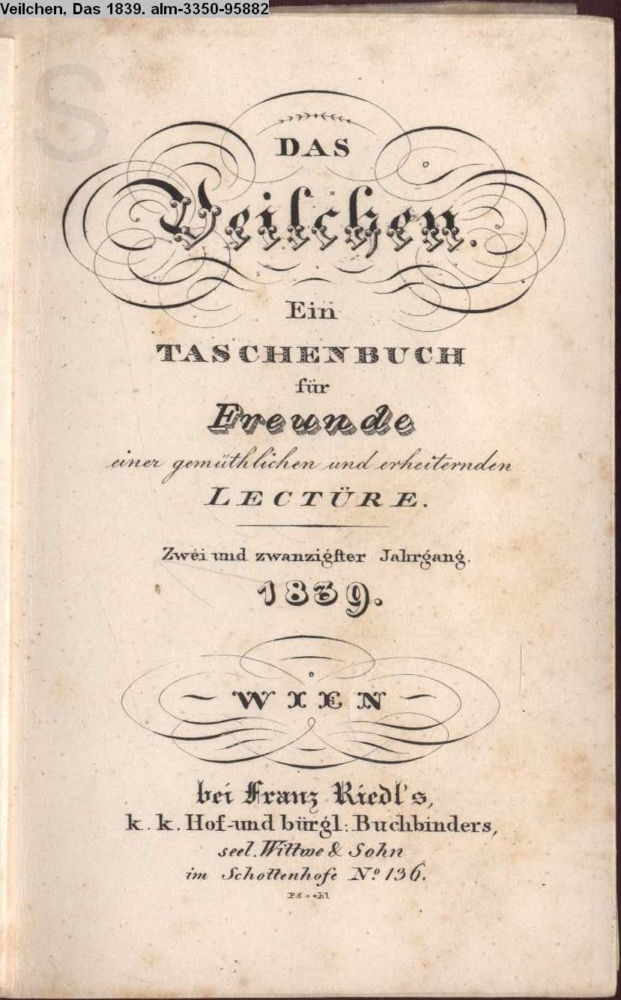 Veilchen, Das 1839. alm-3350-95882
S
DAS
Veilchen.
Ein
TASCHENBUCH
für
Freunde
einer gemüthlichen und erheiternden
LECTÜRE.
Zwei und zwanzigſter Jahrgang.
1839.
WIEN
bei Franz Riedl's,
k. k. Hof-und bürgl: Buchbinders,
seel. Wittwe & Sohn
im Schottenhofe Nº 136.